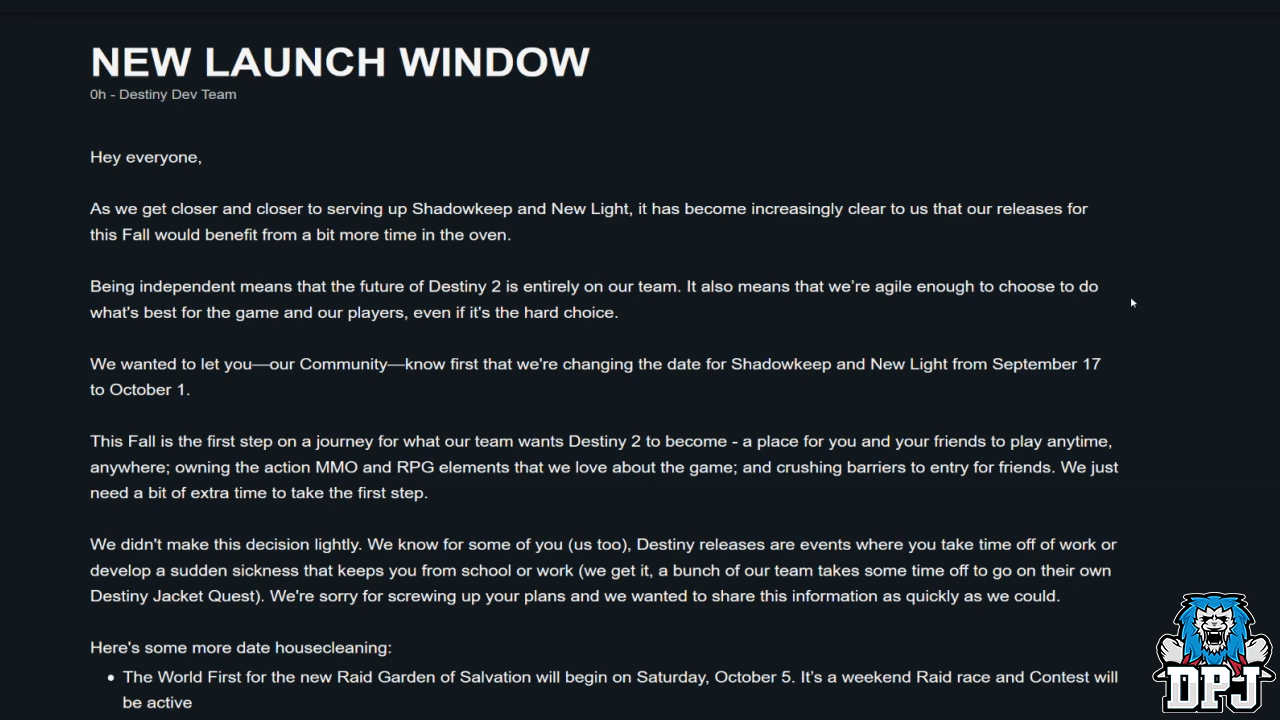 NEW LAUNCH WINDOW
0h - Destiny Dev Team
Hey everyone,
As we get closer and closer to serving up Shadowkeep and New Light, it has become increasingly clear to us that our releases for
this Fall would benefit from a bit more time in the oven.
Being independent means that the future of Destiny 2 is entirely on our team. It also means that we're agile enough to choose to do
what's best for the game and our players, even if it's the hard choice.
We wanted to let you—our Community—know first that we're changing the date for Shadowkeep and New Light from September 17
to October 1.
This Fall is the first step on a journey for what our team wants Destiny 2 to become - a place for you and your friends to play anytime,
anywhere; owning the action MMO and RPG elements that we love about the game; and crushing barriers to entry for friends. We just
need a bit of extra time to take the first step.
We didn't make this decision lightly. We know for some of you (us too), Destiny releases are events where you take time off of work or
develop a sudden sickness that keeps you from school or work (we get it, a bunch of our team takes some time off to go on their own
Destiny Jacket Quest). We're sorry for screwing up your plans and we wanted to share this information as quickly as we could.
Here's some more date housecleaning:
• The World First for the new Raid Garden of Salvation will begin on Saturday, October 5. It's a weekend Raid race and Contest will
be active
DPJ